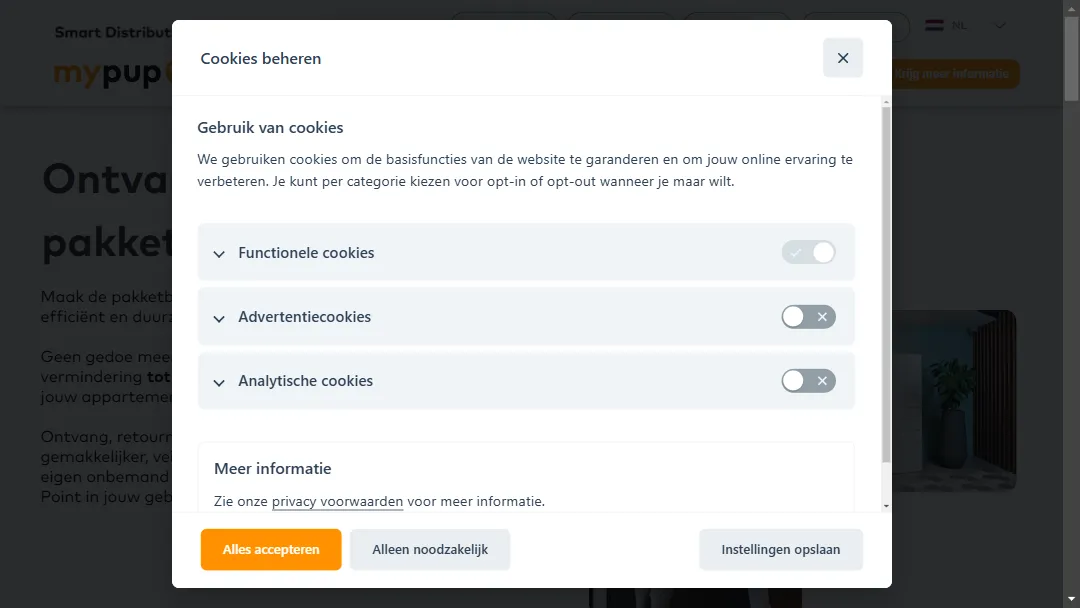 Smart Distribut
NL
mypup
Krijg meer informatie
Ontva
pakket
Maak de pakketb
efficiënt en duurz
Geen gedoe mee
vermindering tot
jouw appartemen
Ontvang, retourn
gemakkelijker, vei
eigen onbemand
Point in jouw geb
Cookies beheren
Gebruik van cookies
We gebruiken cookies om de basisfuncties van de website te garanderen en om jouw online ervaring te
verbeteren. Je kunt per categorie kiezen voor opt-in of opt-out wanneer je maar wilt.
Functionele cookies
Advertentiecookies
Analytische cookies
Meer informatie
Zie onze privacy voorwaarden voor meer informatie.
Alles accepteren
Alleen noodzakelijk
Instellingen opslaan